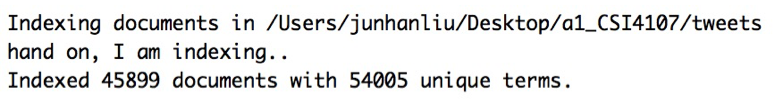 Indexing documents in /Users/junhanliu/Desktop/a1_CSI4107/tweets
hand on, I am indexing..
Indexed 45899 documents with 54005 unique terms.